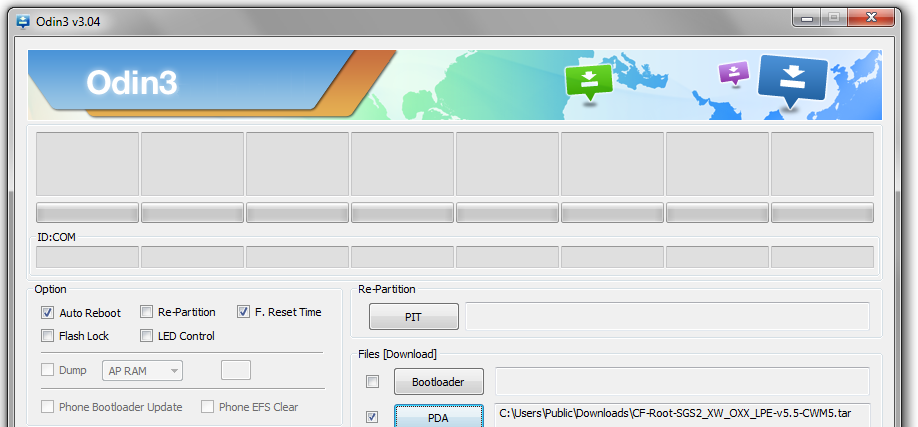 Odin3 v3.04
Odin3
ID:COM
Option
Auto Reboot
Re-Partition
F. Reset Time
Flash Lock
LED Control
Dump
AP RAM
Phone Bootloader Update
Phone EFS Clear
Re-Partition
PIT
Files [Download]
Bootloader
PDA
C:\Users\Public\Downloads\CF-Root-SGS2_XW_OXX_LPE-v5.5-CWM5.tar